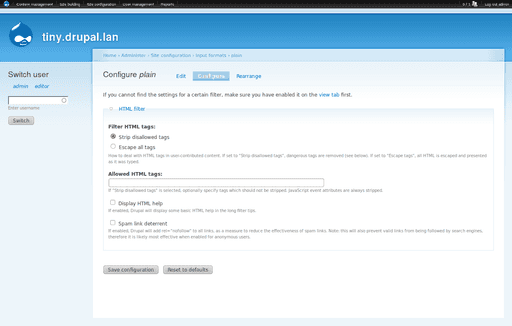 Content management Site building Site configuration User management Reports
Log out admin
tiny.drupal.lan
Home › Administer › Site configuration › Input formats › plain
Switch user
admin editor
Enter username.
Switch
Configure plain
Edit Configure Rearrange
If you cannot find the settings for a certain filter, make sure you have enabled it on the view tab first.
HTML filter
Filter HTML tags:
Strip disallowed tags
Escape all tags
How to deal with HTML tags in user-contributed content. If set to "Strip disallowed tags", dangerous tags are removed (see below). If set to "Escape tags", all HTML is escaped and presented
as it was typed.
Allowed HTML tags:
If "Strip disallowed tags" is selected, optionally specify tags which should not be stripped. JavaScript event attributes are always stripped.
Display HTML help
If enabled, Drupal will display some basic HTML help in the long filter tips.
Spam link deterrent
If enabled, Drupal will add rel="nofollow" to all links, as a measure to reduce the effectiveness of spam links. Note: this will also prevent valid links from being followed by search engines,
therefore it is likely most effective when enabled for anonymous users.
Save configuration Reset to defaults